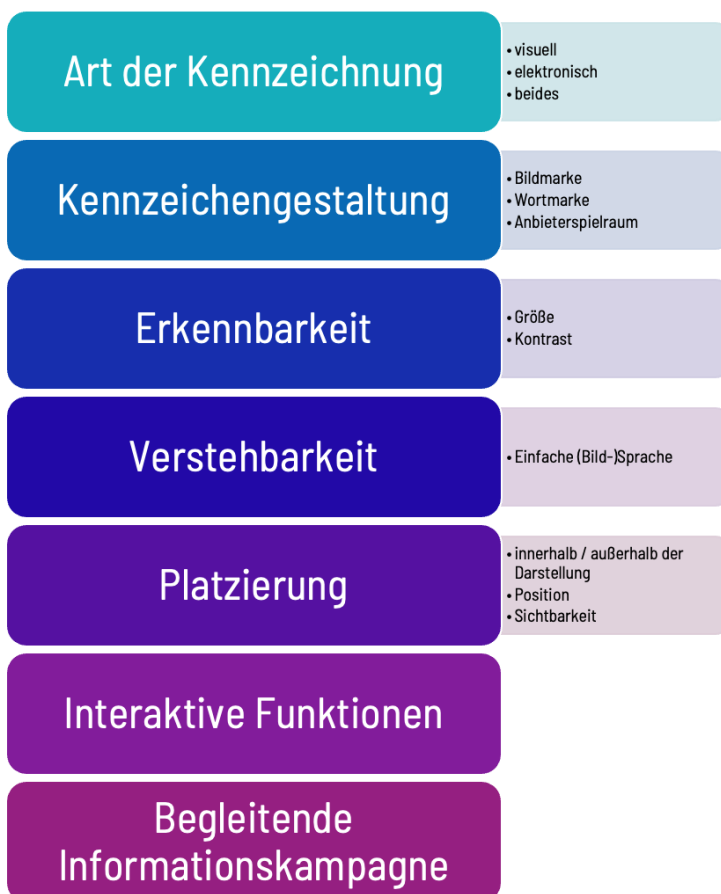 Art der Kennzeichnung
• visuell
• elektronisch
• beides
Kennzeichengestaltung
• Bildmarke
• Wortmarke
• Anbieterspielraum
Erkennbarkeit
• Größe
• Kontrast
Verstehbarkeit
• Einfache (Bild-)Sprache
Platzierung
• innerhalb / außerhalb der
Darstellung
• Position
• Sichtbarkeit
Interaktive Funktionen
Begleitende
Informationskampagne